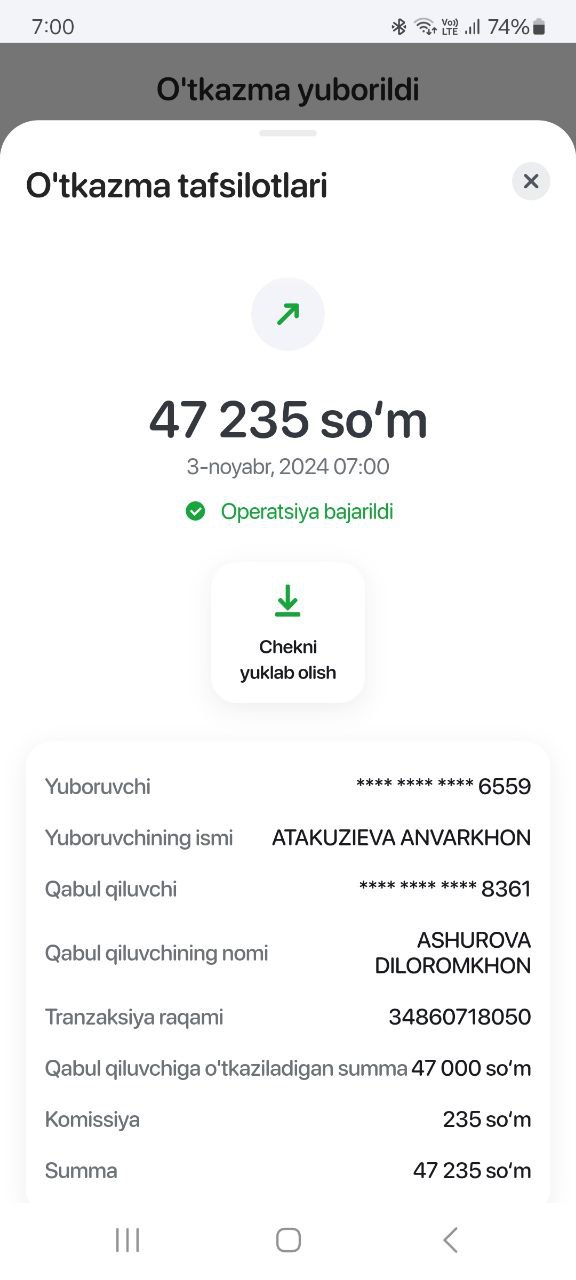 7:00 Vo)) LTE 74%
O'tkazma yuborildi
O'tkazma tafsilotlari
47 235 so‘m
3-noyabr, 2024 07:00
Operatsiya bajarildi
Chekni
yuklab olish
Yuboruvchi **** **** **** 6559
Yuboruvchining ismi ATAKUZIEVA ANVARKHON
Qabul qiluvchi **** **** **** 8361
Qabul qiluvchining nomi ASHUROVA
DILOROMKHON
Tranzaksiya raqami 34860718050
Qabul qiluvchiga o'tkaziladigan summa 47 000 so‘m
Komissiya 235 so‘m
Summa 47 235 so‘m